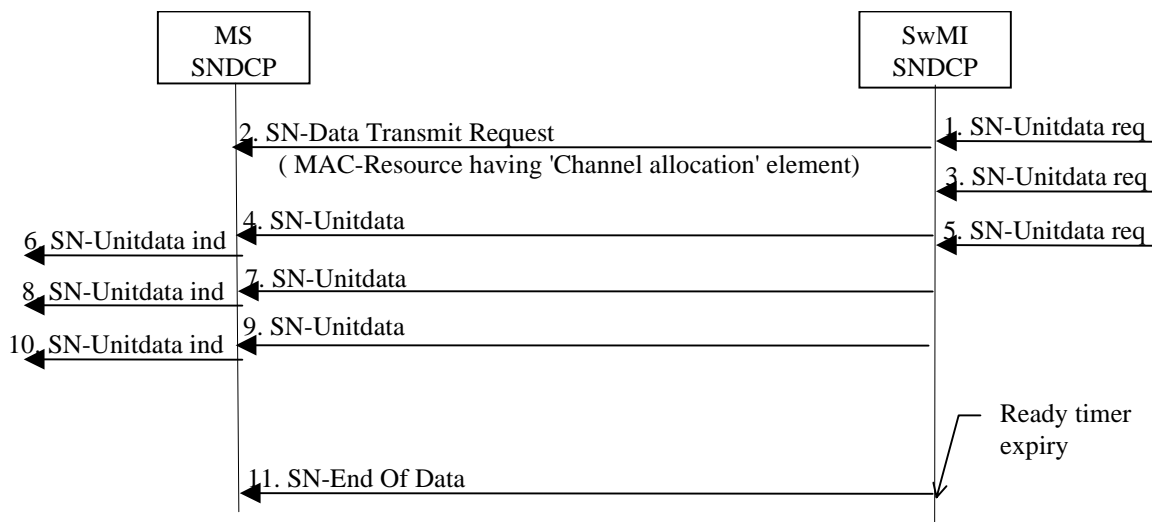 MS
SNDCP
SwMI
SNDCP
1. SN-Unitdata req
2. SN-Data Transmit Request
( MAC-Resource having 'Channel allocation' element)
3. SN-Unitdata req
4. SN-Unitdata
5. SN-Unitdata req
6. SN-Unitdata ind
7. SN-Unitdata
8. SN-Unitdata ind
9. SN-Unitdata
10. SN-Unitdata ind
Ready timer
expiry
11. SN-End Of Data